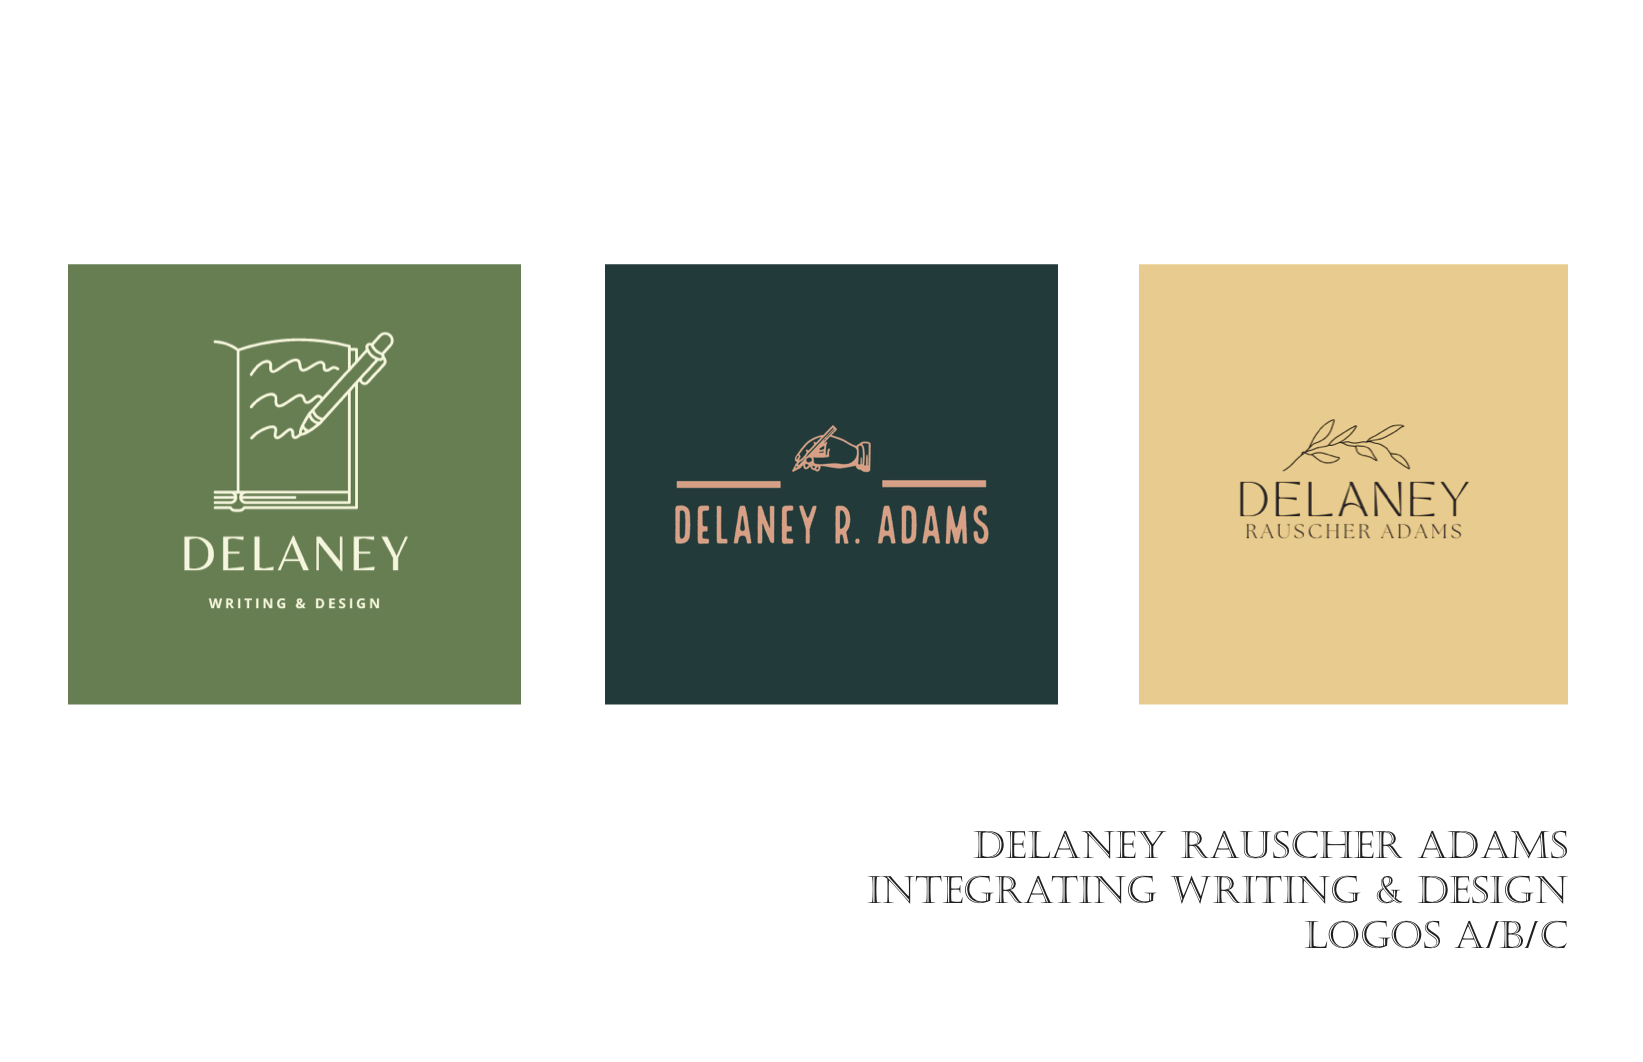 DELANEY
WRITING & DESIGN
DELANEY R. ADAMS
DELANEY
RAUSCHER ADAMS
DELANEY RAUSCHER ADAMS
INTEGRATING WRITING & DESIGN
LOGOS A/B/C